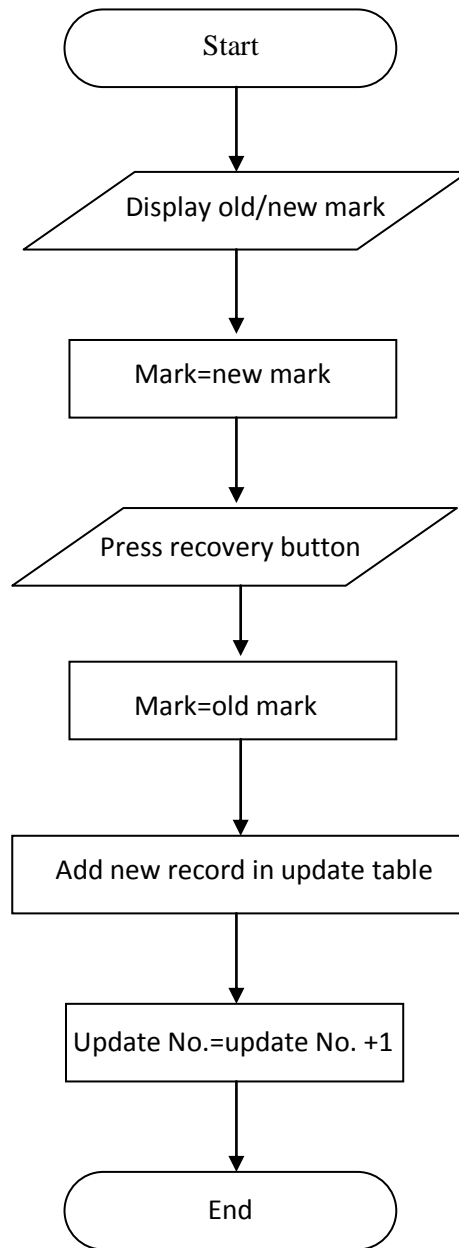 Start
Display old/new mark
Mark=new mark
Press recovery button
Mark=old mark
Add new record in update table
Update No.=update No. +1
End